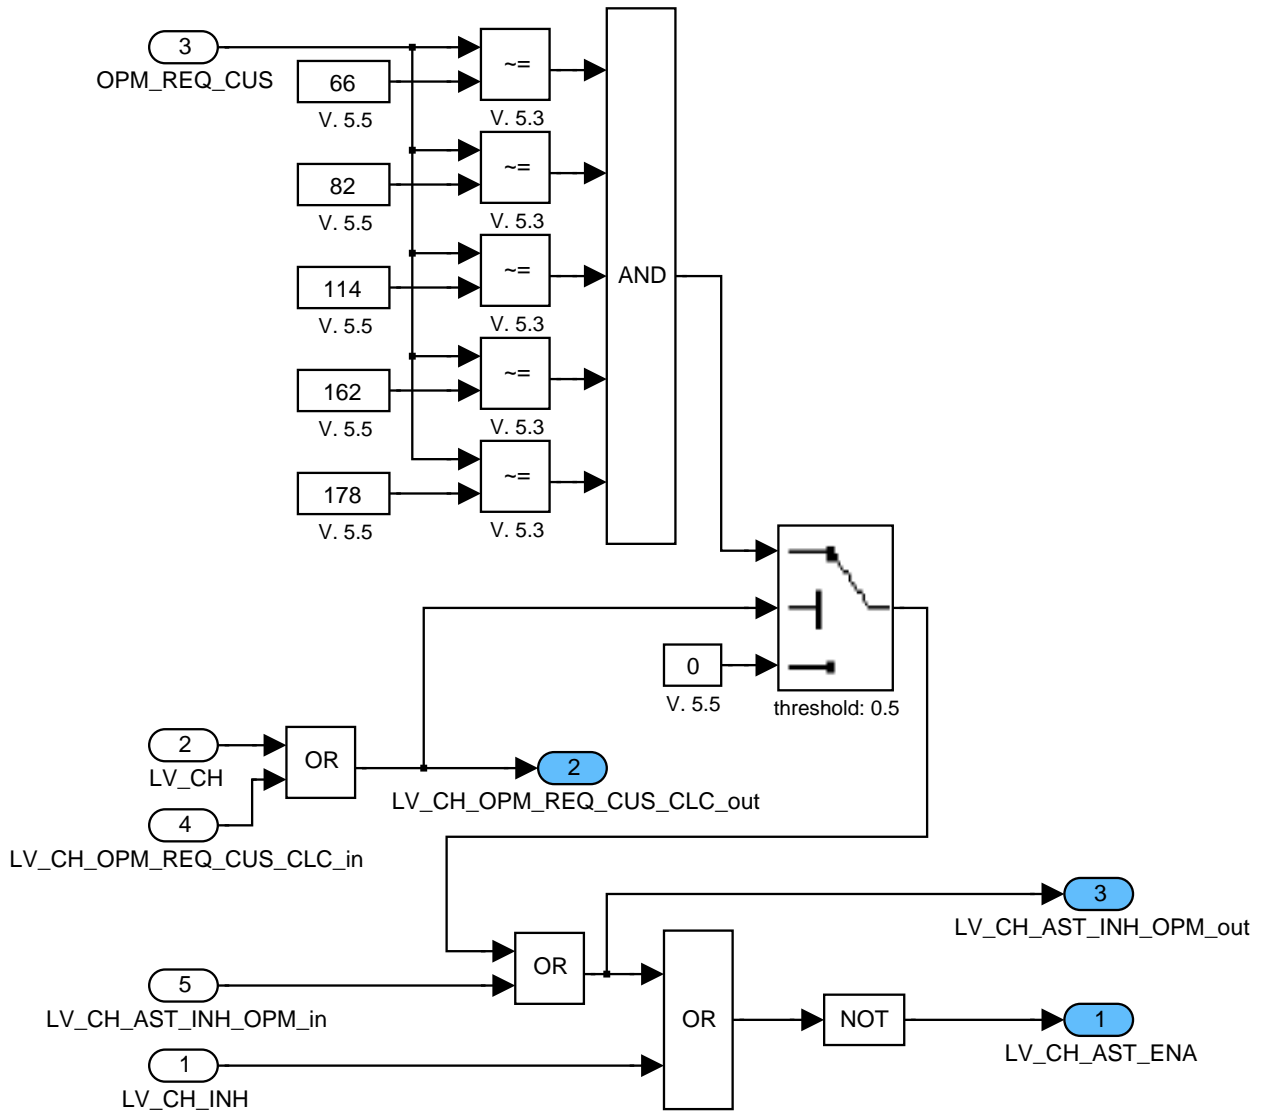 3
OPM_REQ_CUS
66
V. 5.5
~=
V. 5.3
82
V. 5.5
~=
V. 5.3
114
V. 5.5
~=
V. 5.3
AND
162
V. 5.5
~=
V. 5.3
178
V. 5.5
~=
V. 5.3
0
V. 5.5
threshold: 0.5
2
LV_CH
OR
2
LV_CH_OPM_REQ_CUS_CLC_out
4
LV_CH_OPM_REQ_CUS_CLC_in
3
LV_CH_AST_INH_OPM_out
OR
5
LV_CH_AST_INH_OPM_in
OR
NOT
1
LV_CH_AST_ENA
1
LV_CH_INH